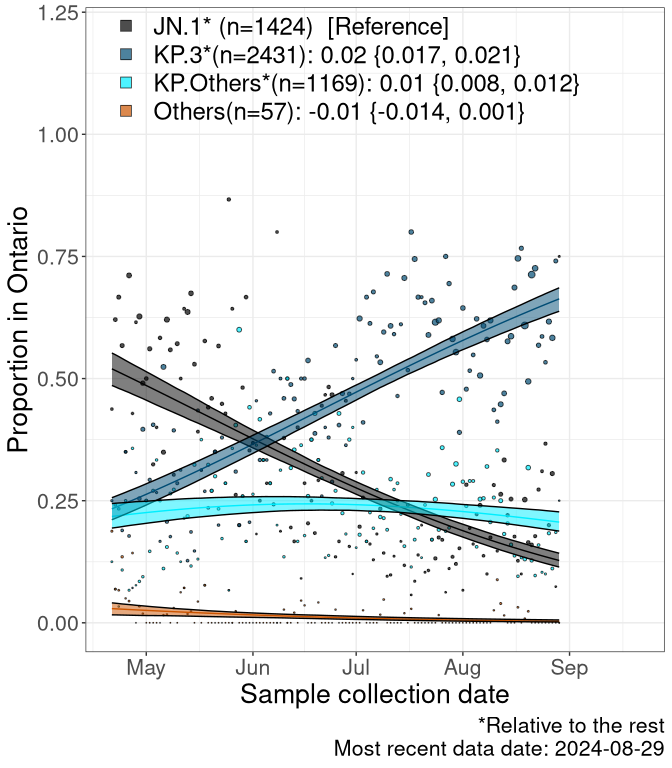 1.25
JN.1* (n=1424)  [Reference]
KP.3*(n=2431): 0.02 {0.017, 0.021}
KP.Others*(n=1169): 0.01 {0.008, 0.012}
Others(n=57): -0.01 {-0.014, 0.001}
1.00
0.75
0.50
0.25
0.00
Proportion in Ontario
May Jun Jul Aug Sep
Sample collection date
*Relative to the rest
Most recent data date: 2024-08-29